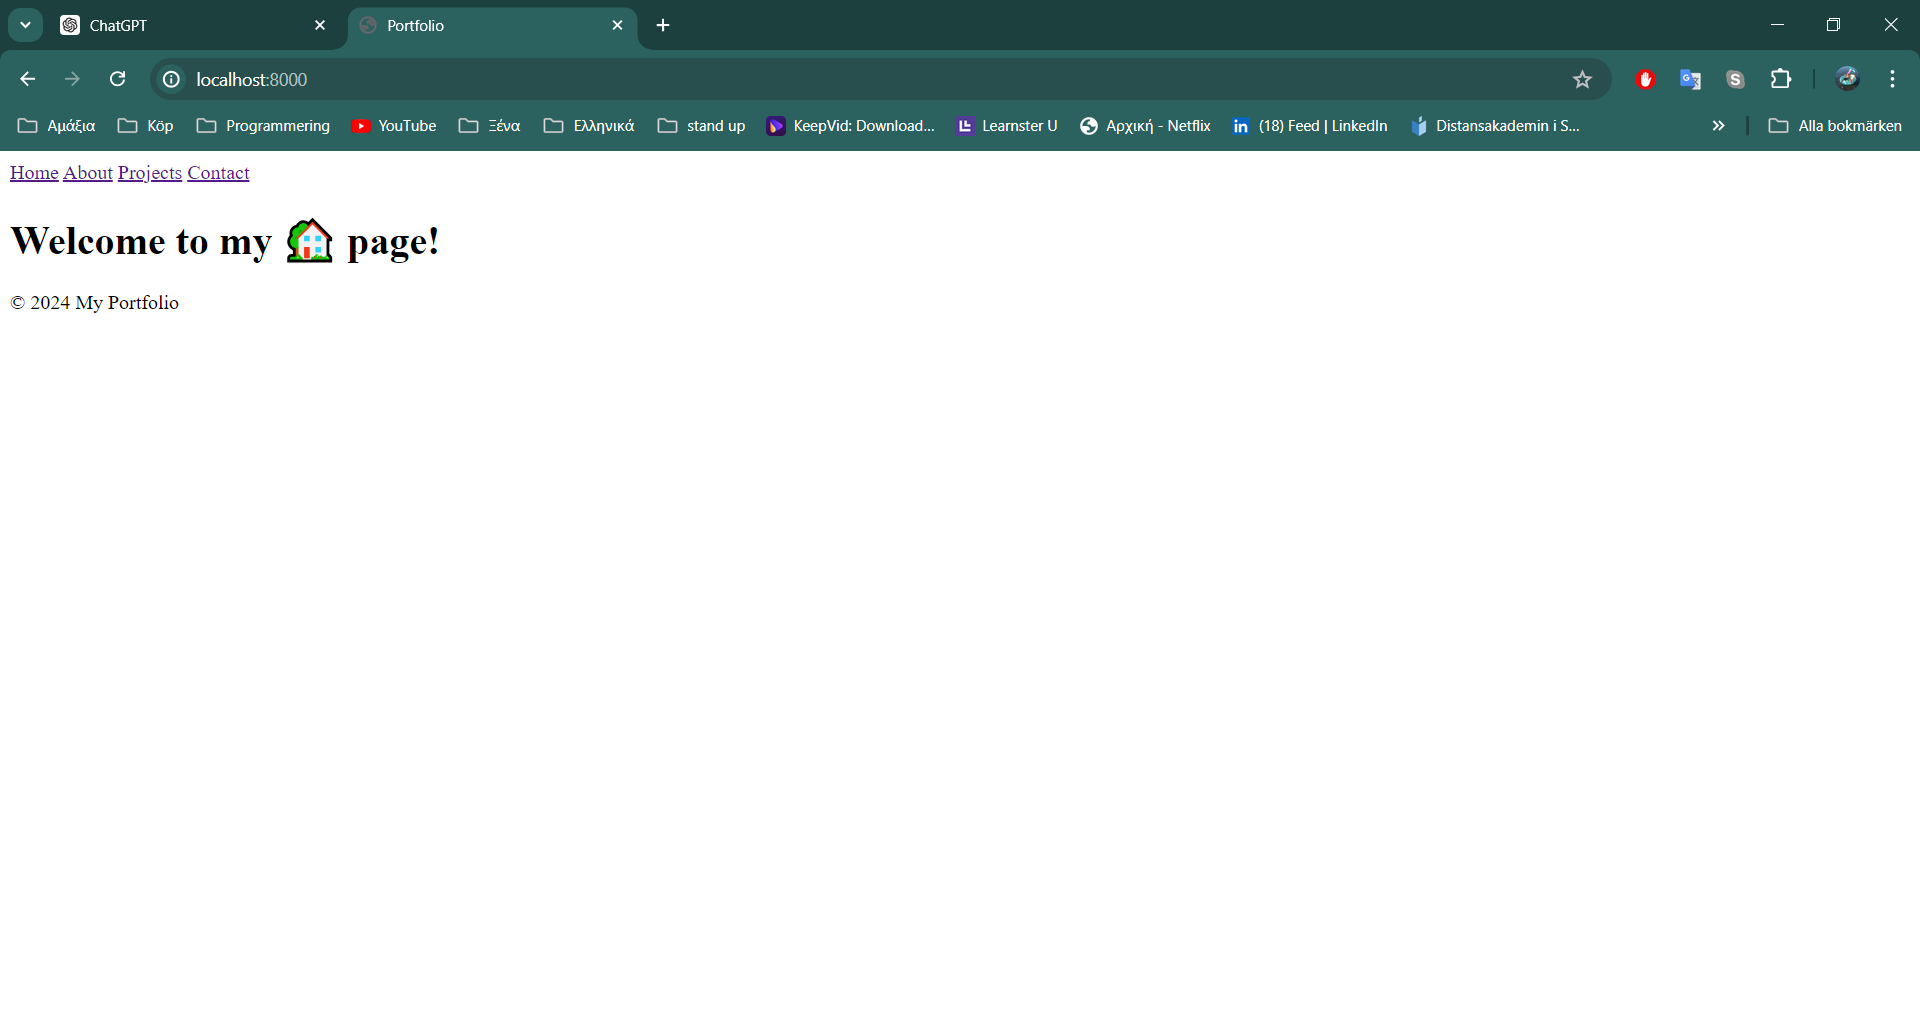 ChatGPT
Portfolio
localhost:8000
Αμάξια Köp Programmering YouTube Ξένα Ελληνικά stand up KeepVid: Download... Learnster U Αρχική - Netflix (18) Feed | LinkedIn Distansakademin i S... Alla bokmärken
Home About Projects Contact
Welcome to my 🏡 page!
© 2024 My Portfolio